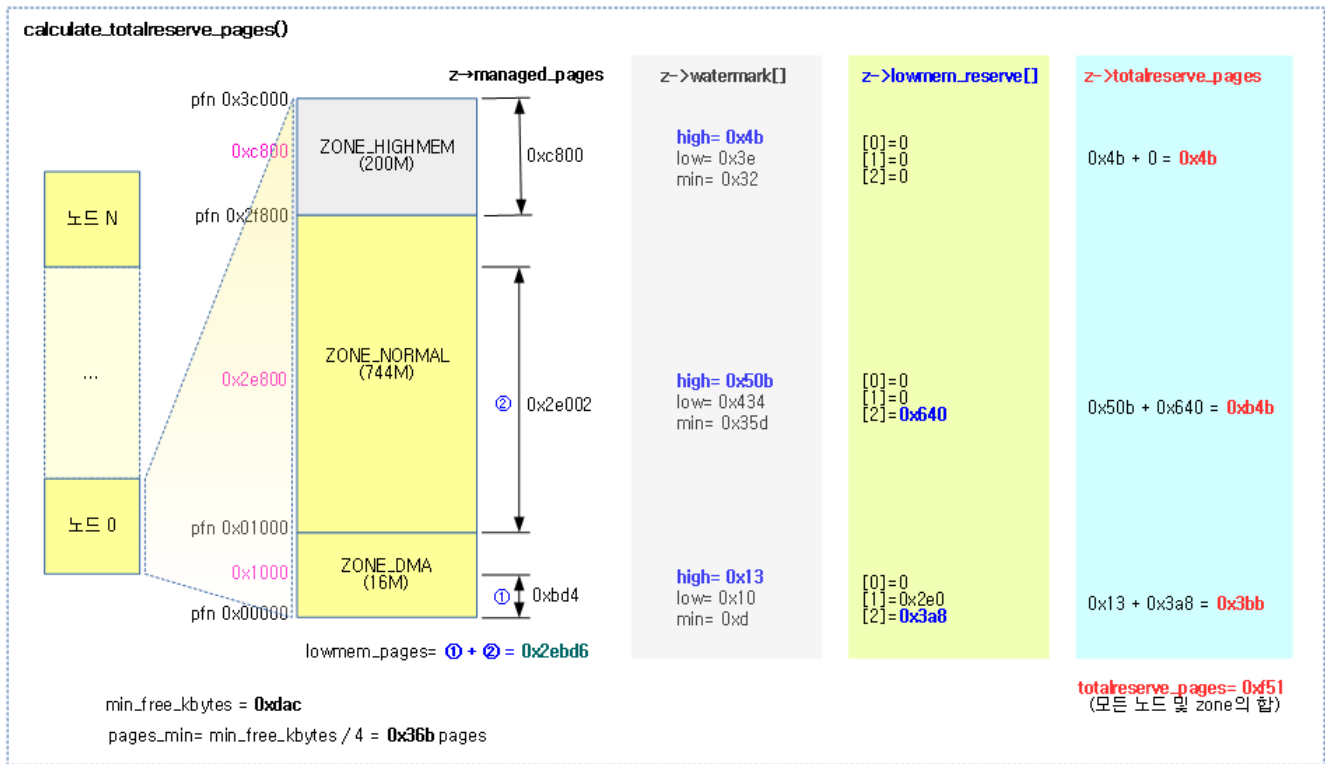 calculate_totalreserve_pages()
z→managed_pages
z->watermark[]
z->lowmem_reserve[]
z->totalreserve_pages
pfn 0x3c000
0xc800
ZONE_HIGHMEM
(200M)
0xc800
high= 0x4b
low= 0x3e
min= 0x32
[0]=0
[1]=0
[2]=0
0x4b + 0 = 0x4b
노드 N
pfn 0x2f800
...
0x2e800
ZONE_NORMAL
(744M)
② 0x2e002
high= 0x50b
low= 0x434
min= 0x35d
[0]=0
[1]=0
[2]=0x640
0x50b + 0x640 = 0xb4b
노드 0
pfn 0x01000
0x1000
ZONE_DMA
(16M)
① 0xbd4
high= 0x13
low= 0x10
min= 0xd
[0]=0
[1]=0x2e0
[2]=0x3a8
0x13 + 0x3a8 = 0x3bb
pfn 0x00000
lowmem_pages= ① + ② = 0x2ebd6
totalreserve_pages= 0xf51
(모든 노드 및 zone의 합)
min_free_kbytes = 0xdac
pages_min= min_free_kbytes / 4 = 0x36b pages